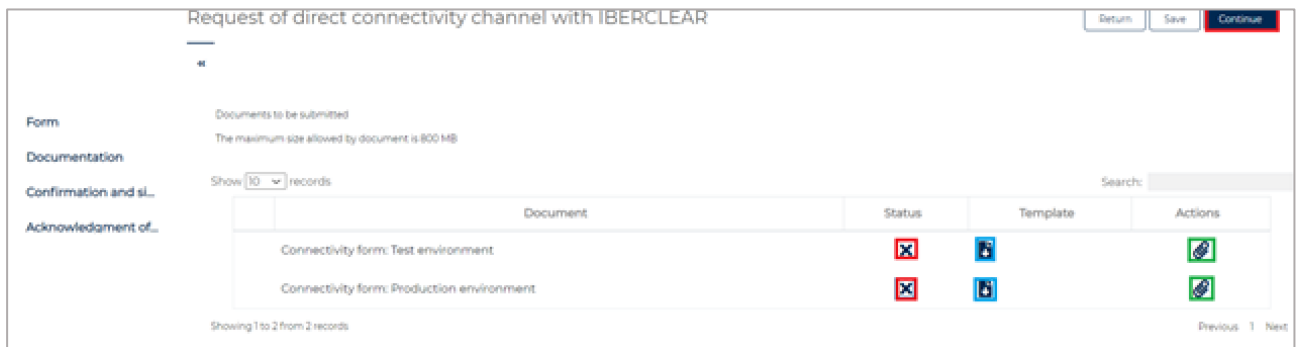 Request of direct connectivity channel with IBERCLEAR
Return Save Continue
«
Form
Documentation
Confirmation and si...
Acknowledgment of...
Documents to be submitted
The maximum size allowed by document is 800 MB
Show 10 records
Search:
Document Status Template Actions
Connectivity form: Test environment
Connectivity form: Production environment
Showing 1 to 2 from 2 records
Previous 1 Next